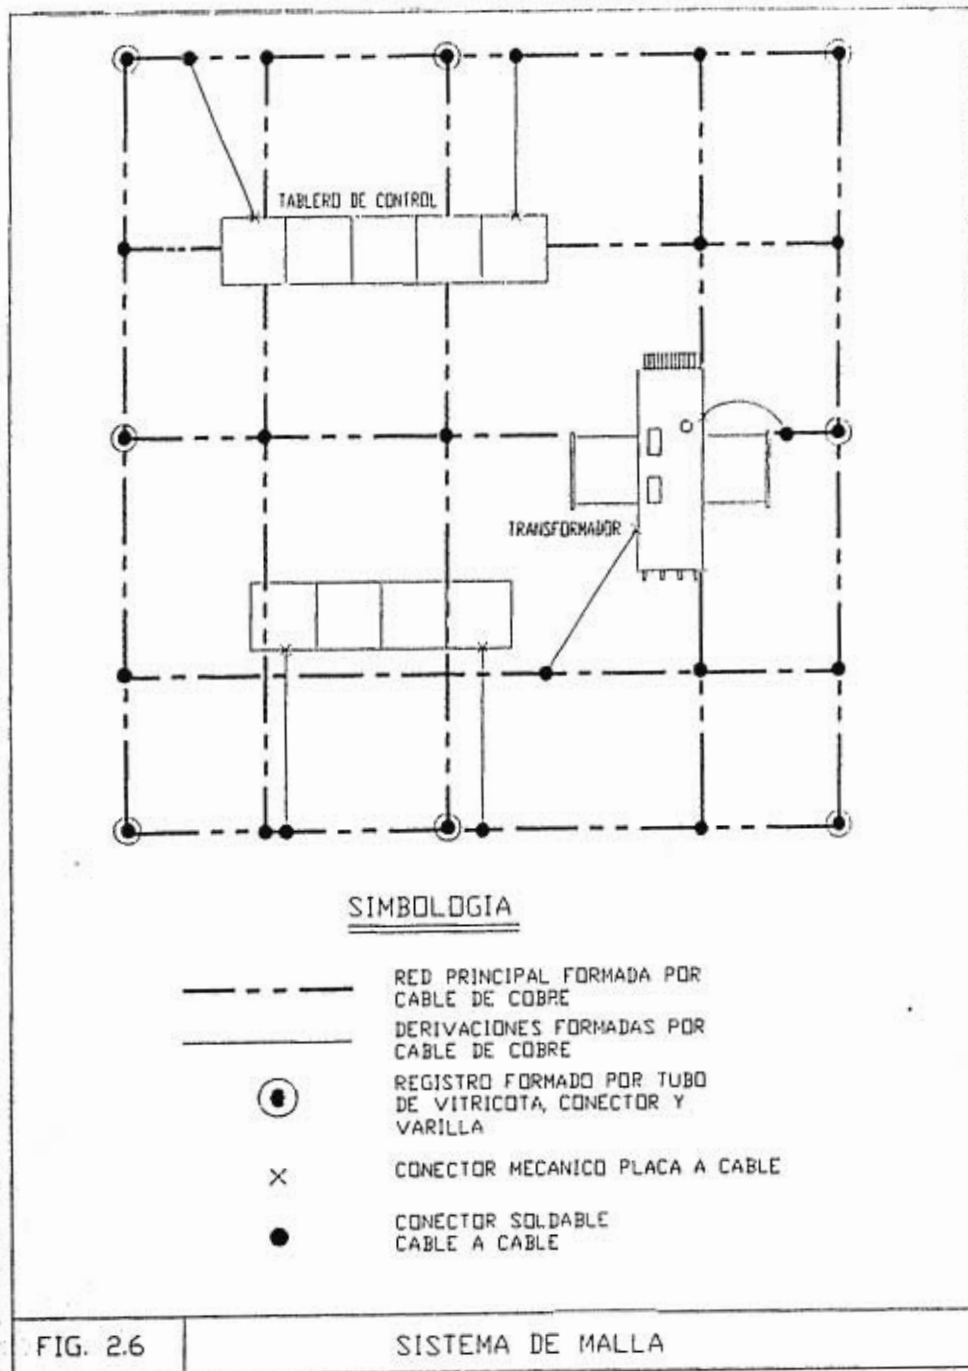 TABLERO DE CONTROL
TRANSFORMADOR
SIMBOLOGIA
RED PRINCIPAL FORMADA POR
CABLE DE COBRE
DERIVACIONES FORMADAS POR
CABLE DE COBRE
REGISTRO FORMADO POR TUBO
DE VITRICOTA, CONECTOR Y
VARILLA
CONECTOR MECANICO PLACA A CABLE
CONECTOR SOLDABLE
CABLE A CABLE
FIG. 2.6
SISTEMA DE MALLA